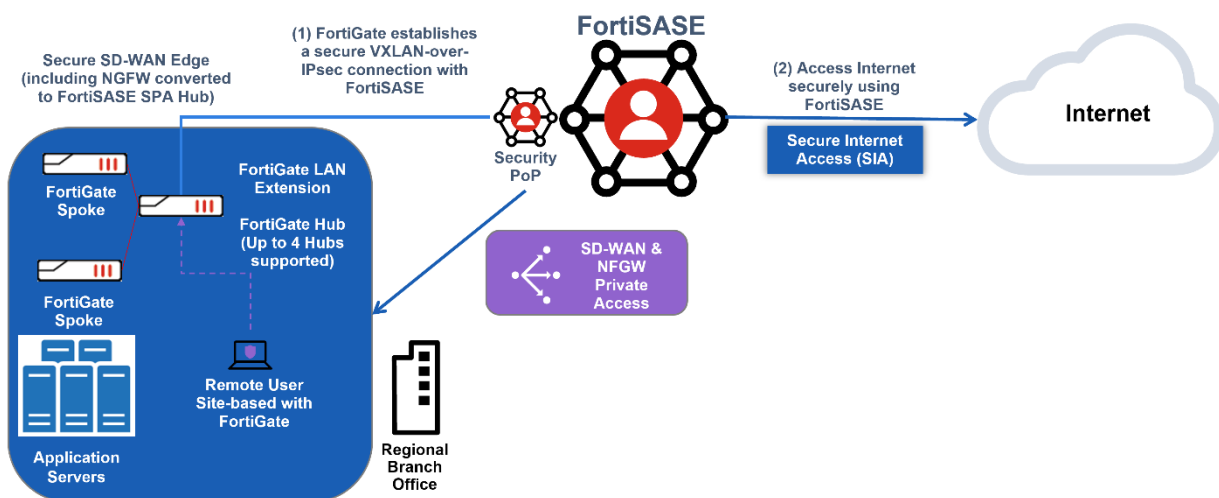 FortiSASE
(1) FortiGate establishes
a secure VXLAN-over-
IPsec connection with
FortiSASE
Secure SD-WAN Edge
(including NGFW converted
to FortiSASE SPA Hub)
(2) Access Internet
securely using
FortiSASE
Secure Internet
Access (SIA)
Internet
Security
PoP
FortiGate LAN
Extension
FortiGate
Spoke
FortiGate Hub
(Up to 4 Hubs
supported)
SD-WAN &
NFGW
Private
Access
FortiGate
Spoke
Remote User
Site-based with
FortiGate
Application
Servers
Regional
Branch
Office